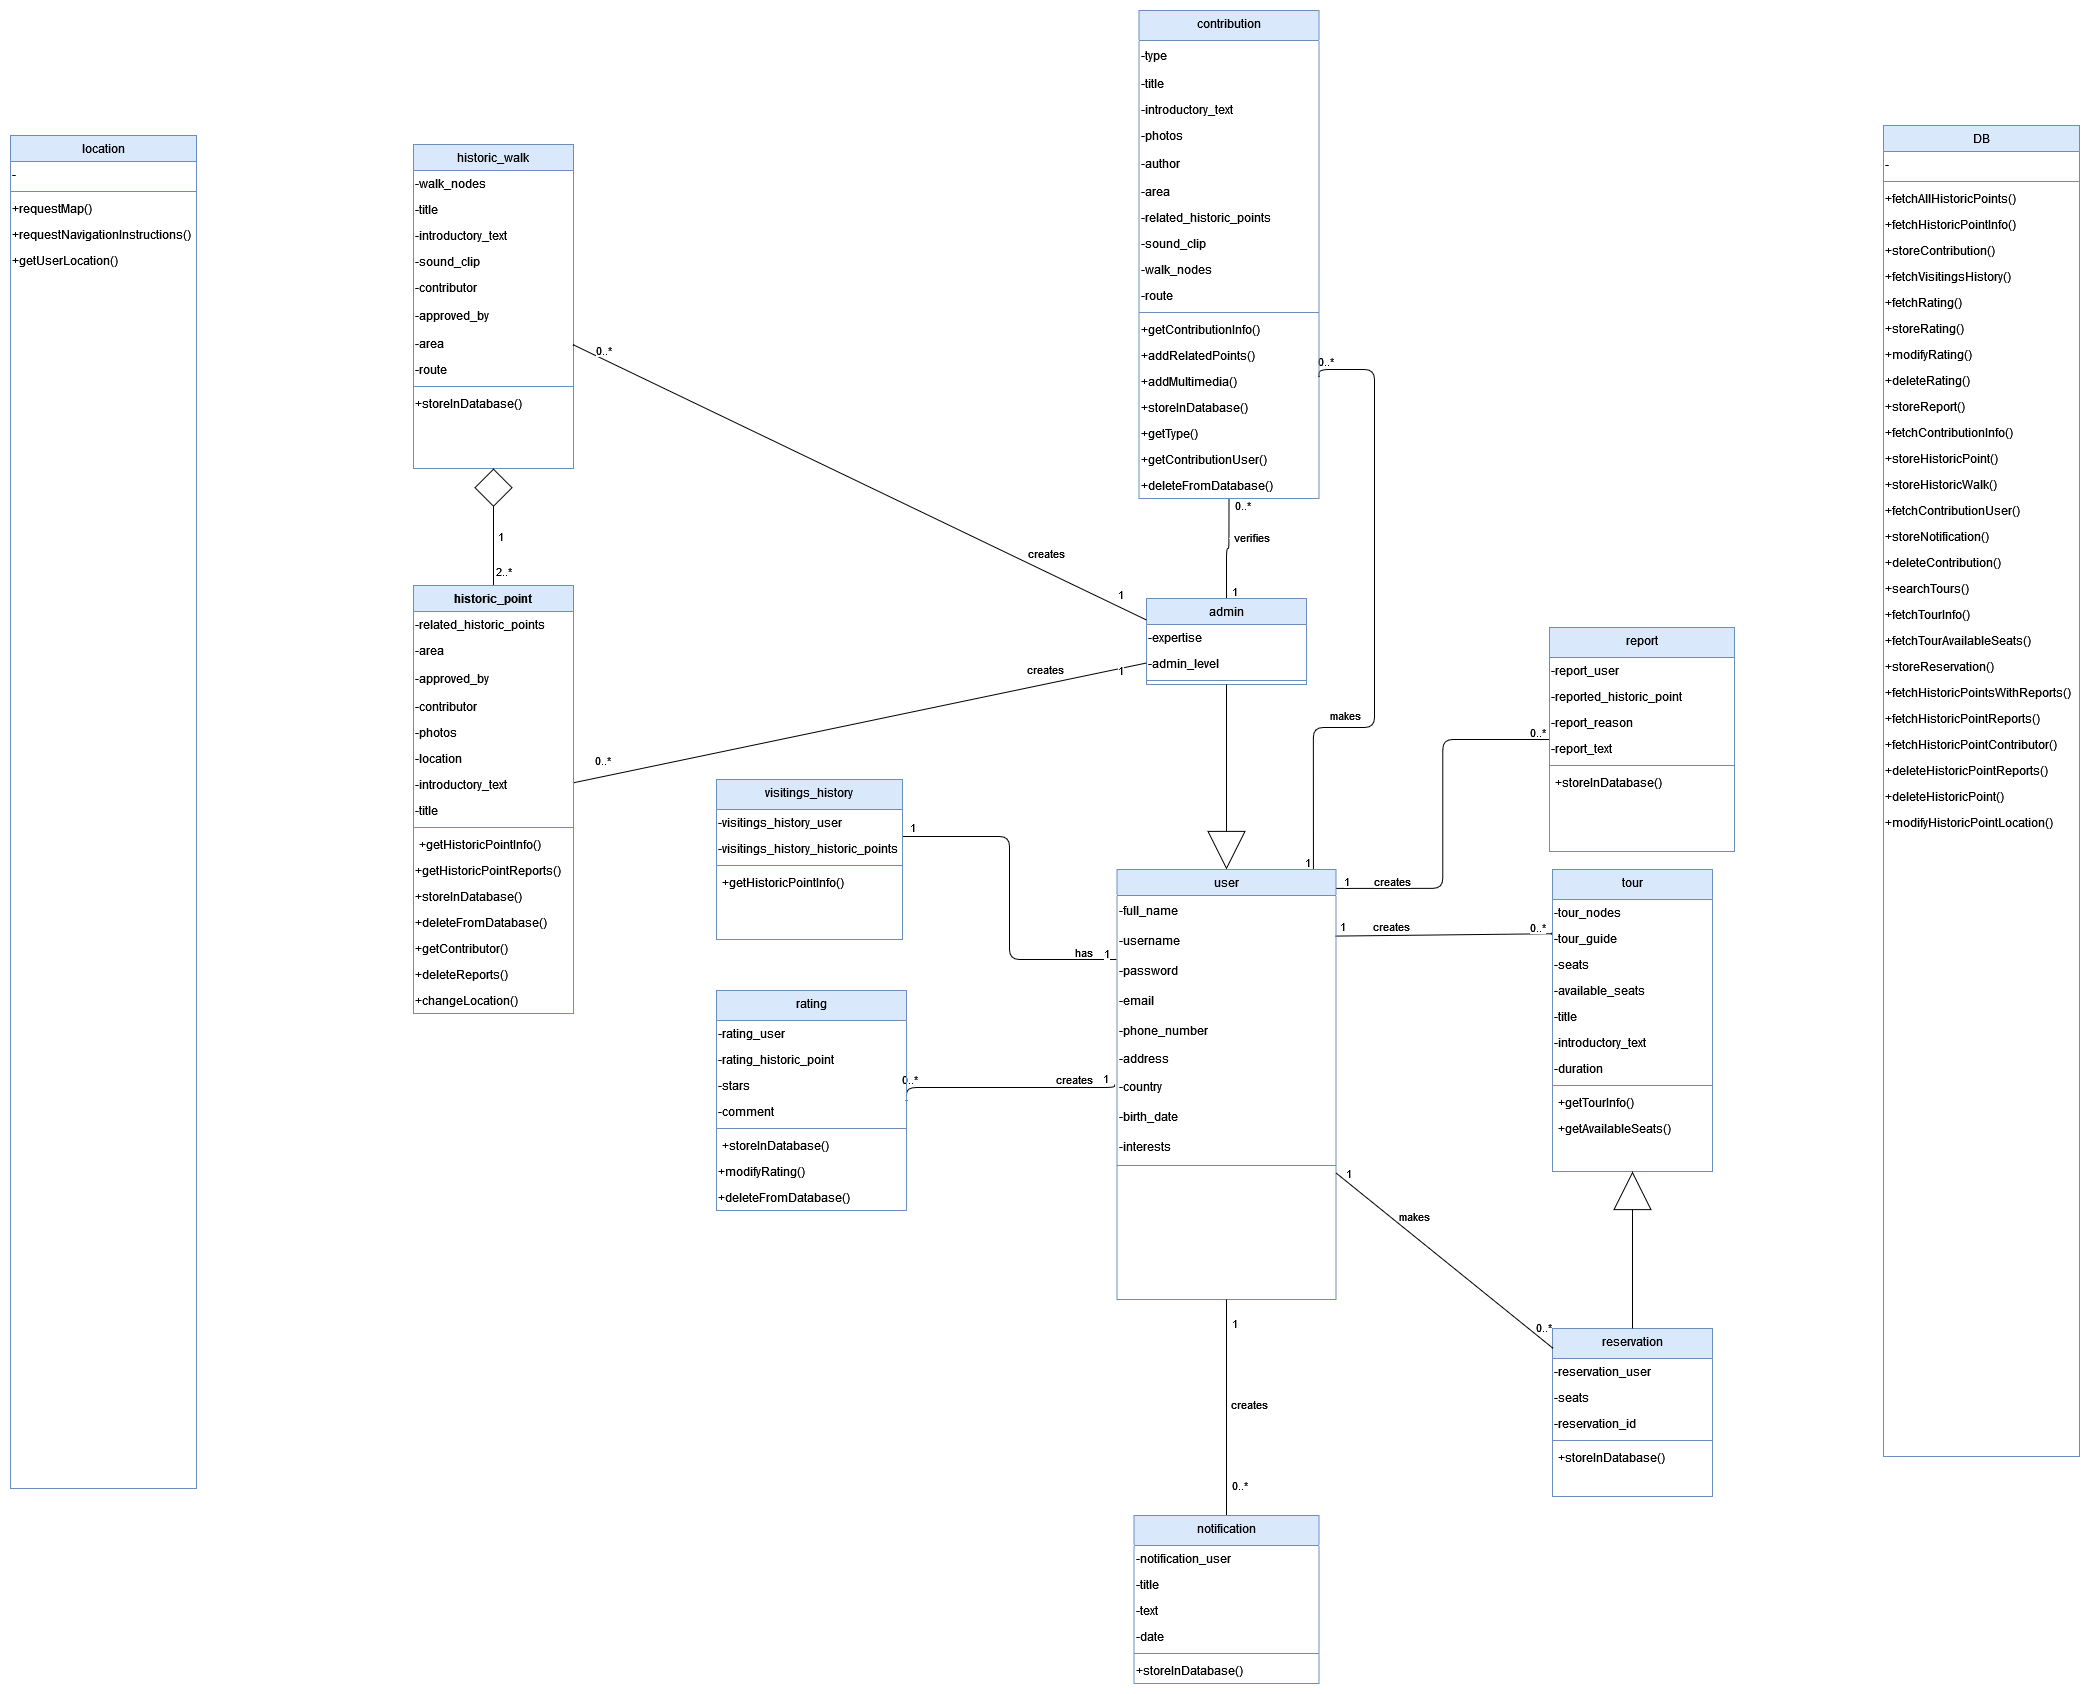 contribution
-type
-title
-introductory_text
-photos
-author
-area
-related_historic_points
-sound_clip
-walk_nodes
-route
+getContributionInfo()
+addRelatedPoints()
+addMultimedia()
+storeInDatabase()
+getType()
+getContributionUser()
+deleteFromDatabase()
location
-
+requestMap()
+requestNavigationInstructions()
+getUserLocation()
historic_walk
-walk_nodes
-title
-introductory_text
-sound_clip
-contributor
-approved_by
-area
-route
+storeInDatabase()
DB
-
+fetchAllHistoricPoints()
+fetchHistoricPointInfo()
+storeContribution()
+fetchVisitingsHistory()
+fetchRating()
+storeRating()
+modifyRating()
+deleteRating()
+storeReport()
+fetchContributionInfo()
+storeHistoricPoint()
+storeHistoricWalk()
+fetchContributionUser()
+storeNotification()
+deleteContribution()
+searchTours()
+fetchTourInfo()
+fetchTourAvailableSeats()
+storeReservation()
+fetchHistoricPointsWithReports()
+fetchHistoricPointReports()
+fetchHistoricPointContributor()
+deleteHistoricPointReports()
+deleteHistoricPoint()
+modifyHistoricPointLocation()
0..*
creates
1
0..*
verifies
1
0..*
makes
1
1
2..*
historic_point
-related_historic_points
-area
-approved_by
-contributor
-photos
-location
-introductory_text
-title
+getHistoricPointInfo()
+getHistoricPointReports()
+storeInDatabase()
+deleteFromDatabase()
+getContributor()
+deleteReports()
+changeLocation()
admin
-expertise
-admin_level
creates
1
0..*
report
-report_user
-reported_historic_point
-report_reason
-report_text
+storeInDatabase()
0..*
1
creates
visitings_history
-visitings_history_user
-visitings_history_historic_points
+getHistoricPointInfo()
1
has
1
user
-full_name
-username
-password
-email
-phone_number
-address
-country
-birth_date
-interests
1
creates
0..*
tour
-tour_nodes
-tour_guide
-seats
-available_seats
-title
-introductory_text
-duration
+getTourInfo()
+getAvailableSeats()
rating
-rating_user
-rating_historic_point
-stars
-comment
+storeInDatabase()
+modifyRating()
+deleteFromDatabase()
0..*
creates
1
1
makes
0..*
reservation
-reservation_user
-seats
-reservation_id
+storeInDatabase()
1
creates
0..*
notification
-notification_user
-title
-text
-date
+storeInDatabase()